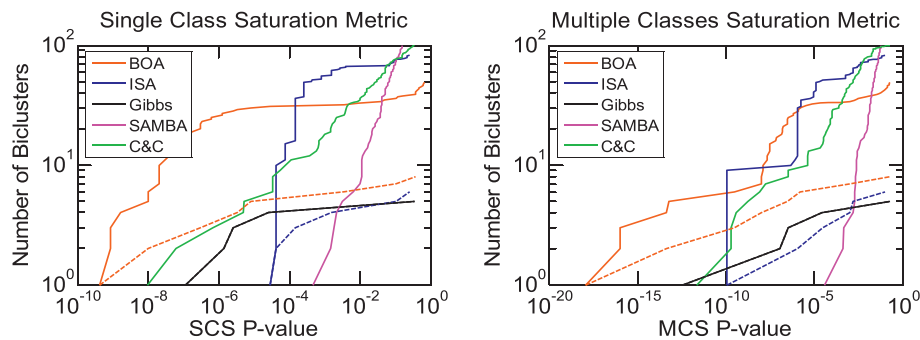 Single Class Saturation Metric
Number of Biclusters
10^2
10^1
10^0
BOA
ISA
Gibbs
SAMBA
C&C
10^-10
10^-8
10^-6
10^-4
10^-2
10^0
SCS P-value
Multiple Classes Saturation Metric
Number of Biclusters
10^2
10^1
10^0
BOA
ISA
Gibbs
SAMBA
C&C
10^-20
10^-15
10^-10
10^-5
10^0
MCS P-value